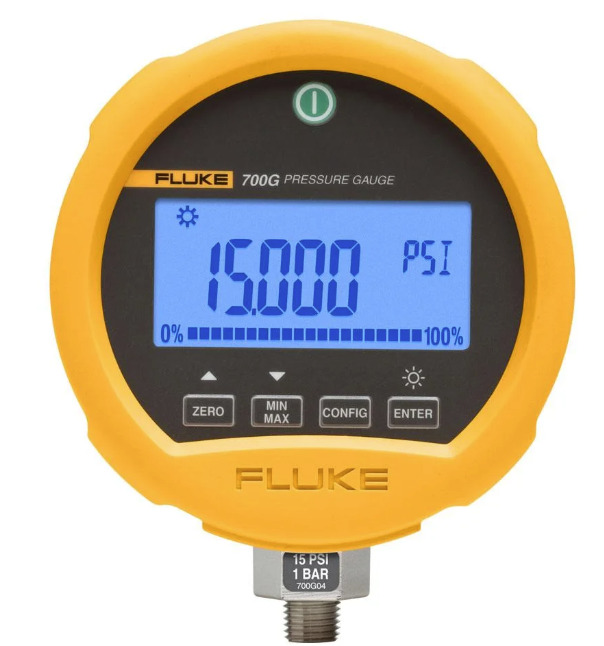 FLUKE 700G PRESSURE GAUGE
15.000 PSI
0% 100%
ZERO MIN MAX CONFIG ENTER
FLUKE
15 PSI
1 BAR
700G04